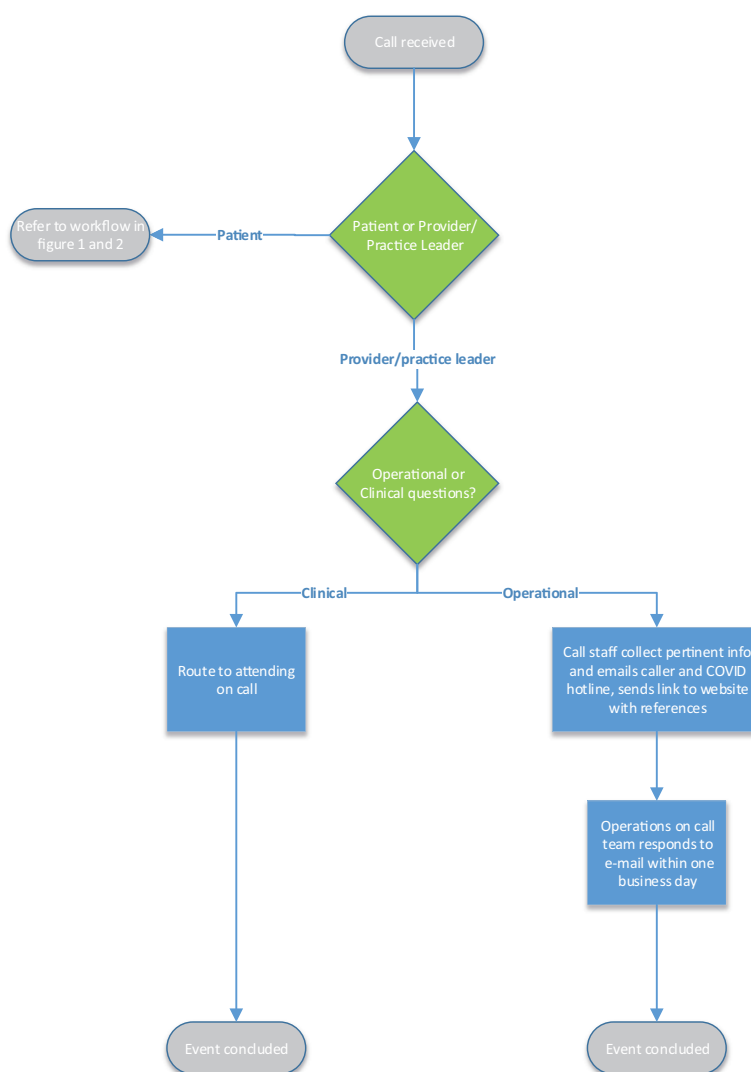 Call received
Patient or Provider/
Practice Leader
Patient
Refer to workflow in
figure 1 and 2
Provider/practice leader
Operational or
Clinical questions?
Clinical
Operational
Route to attending
on call
Call staff collect pertinent info
and emails caller and COVID
hotline, sends link to website
with references
Operations on call
team responds to
e-mail within one
business day
Event concluded
Event concluded